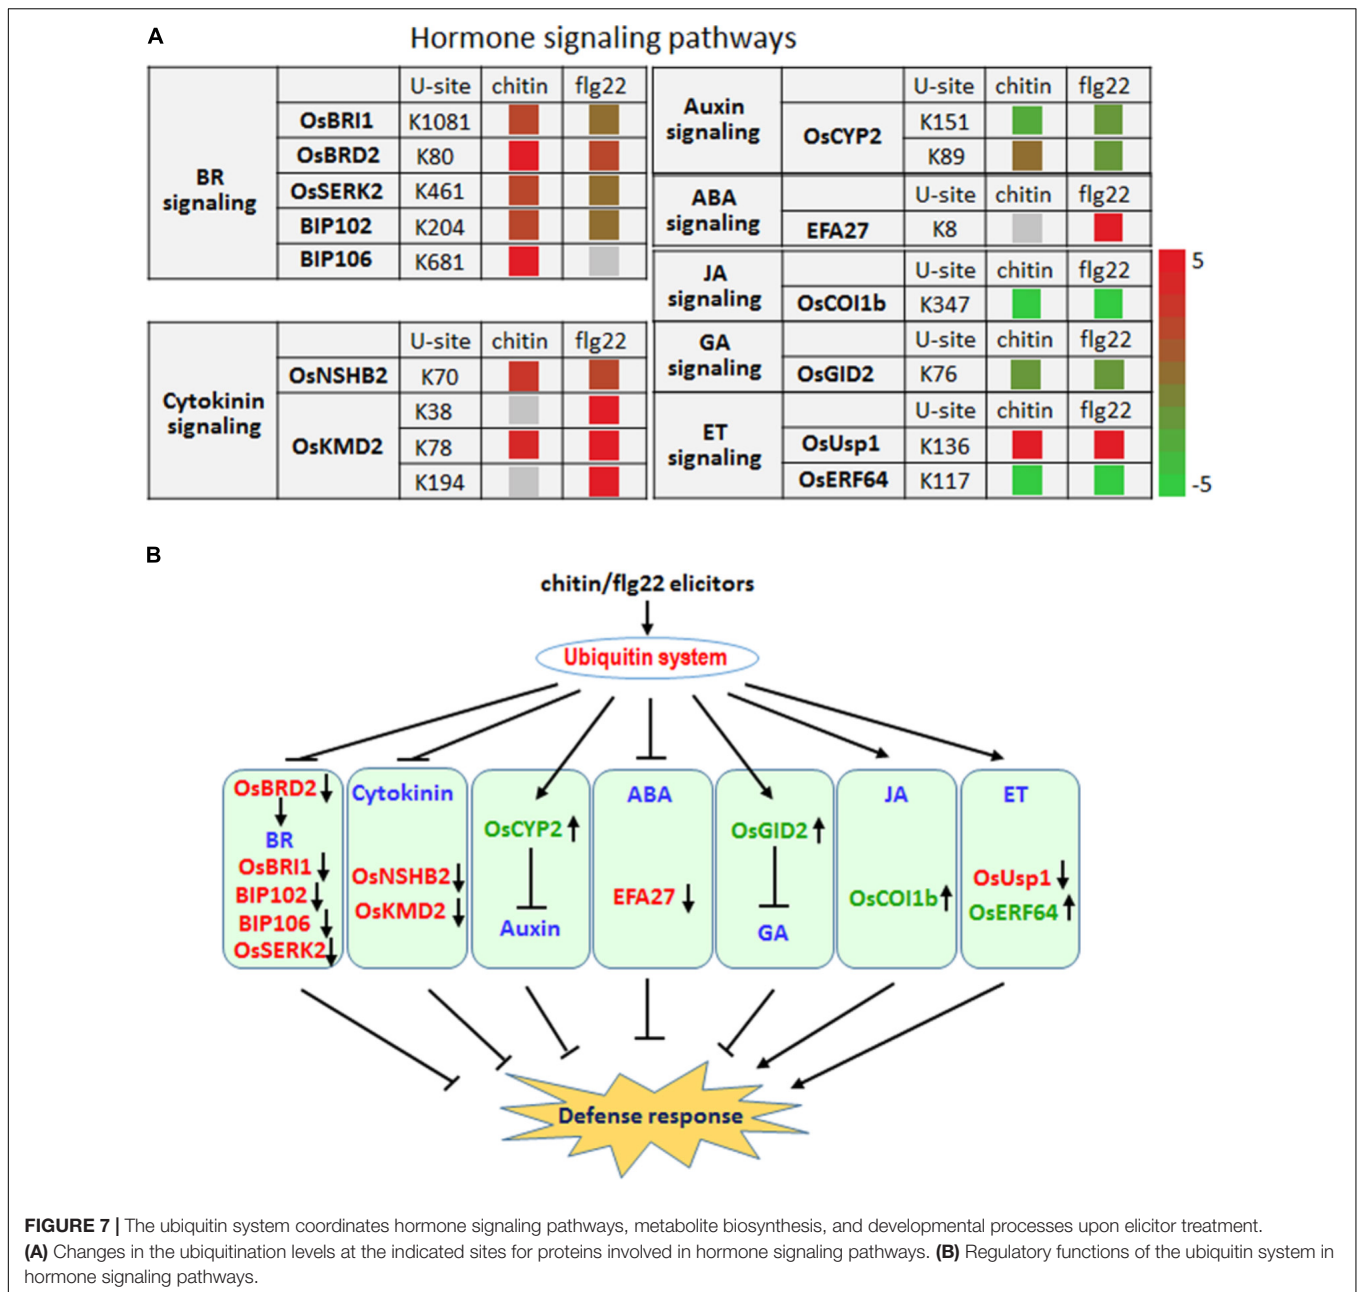 A
Hormone signaling pathways
U-site chitin flg22
BR
signaling
OsBRI1 K1081
OsBRD2 K80
OsSERK2 K461
BIP102 K204
BIP106 K681
U-site chitin flg22
Cytokinin
signaling
OsNSHB2 K70
OsKMD2
K38
K78
K194
U-site chitin flg22
Auxin
signaling
OsCYP2
K151
K89
U-site chitin flg22
ABA
signaling
EFA27 K8
U-site chitin flg22
JA
signaling
OsCOI1b K347
U-site chitin flg22
GA
signaling
OsGID2 K76
U-site chitin flg22
ET
signaling
OsUsp1 K136
OsERF64 K117
5
-5
B
chitin/flg22 elicitors
Ubiquitin system
OsBRD2
BR
OsBRI1
BIP102
BIP106
OsSERK2
Cytokinin
OsNSHB2
OsKMD2
OsCYP2
Auxin
ABA
EFA27
OsGID2
GA
JA
OsCOI1b
ET
OsUsp1
OsERF64
Defense response
FIGURE 7 | The ubiquitin system coordinates hormone signaling pathways, metabolite biosynthesis, and developmental processes upon elicitor treatment.
(A) Changes in the ubiquitination levels at the indicated sites for proteins involved in hormone signaling pathways. (B) Regulatory functions of the ubiquitin system in
hormone signaling pathways.